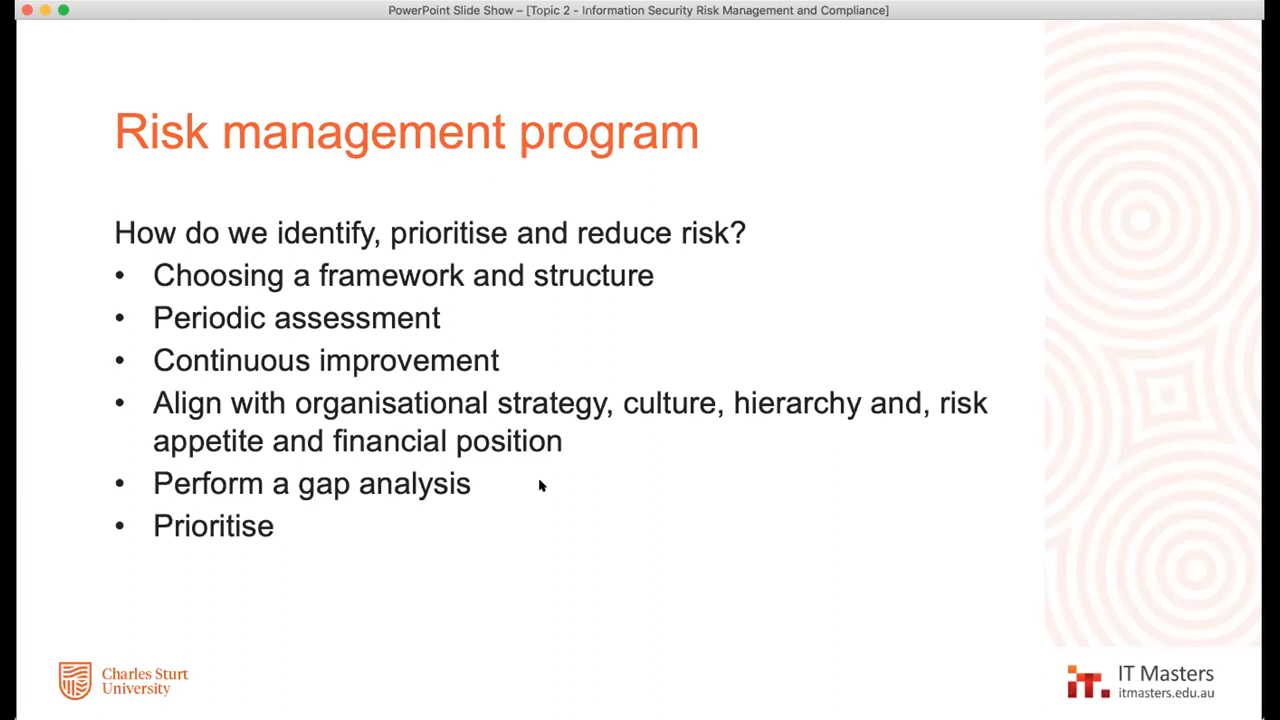 PowerPoint Slide Show – [Topic 2 - Information Security Risk Management and Compliance]
Risk management program
How do we identify, prioritise and reduce risk?
• Choosing a framework and structure
• Periodic assessment
• Continuous improvement
• Align with organisational strategy, culture, hierarchy and, risk
appetite and financial position
• Perform a gap analysis
• Prioritise
Charles Sturt
University
it.
IT Masters
itmasters.edu.au